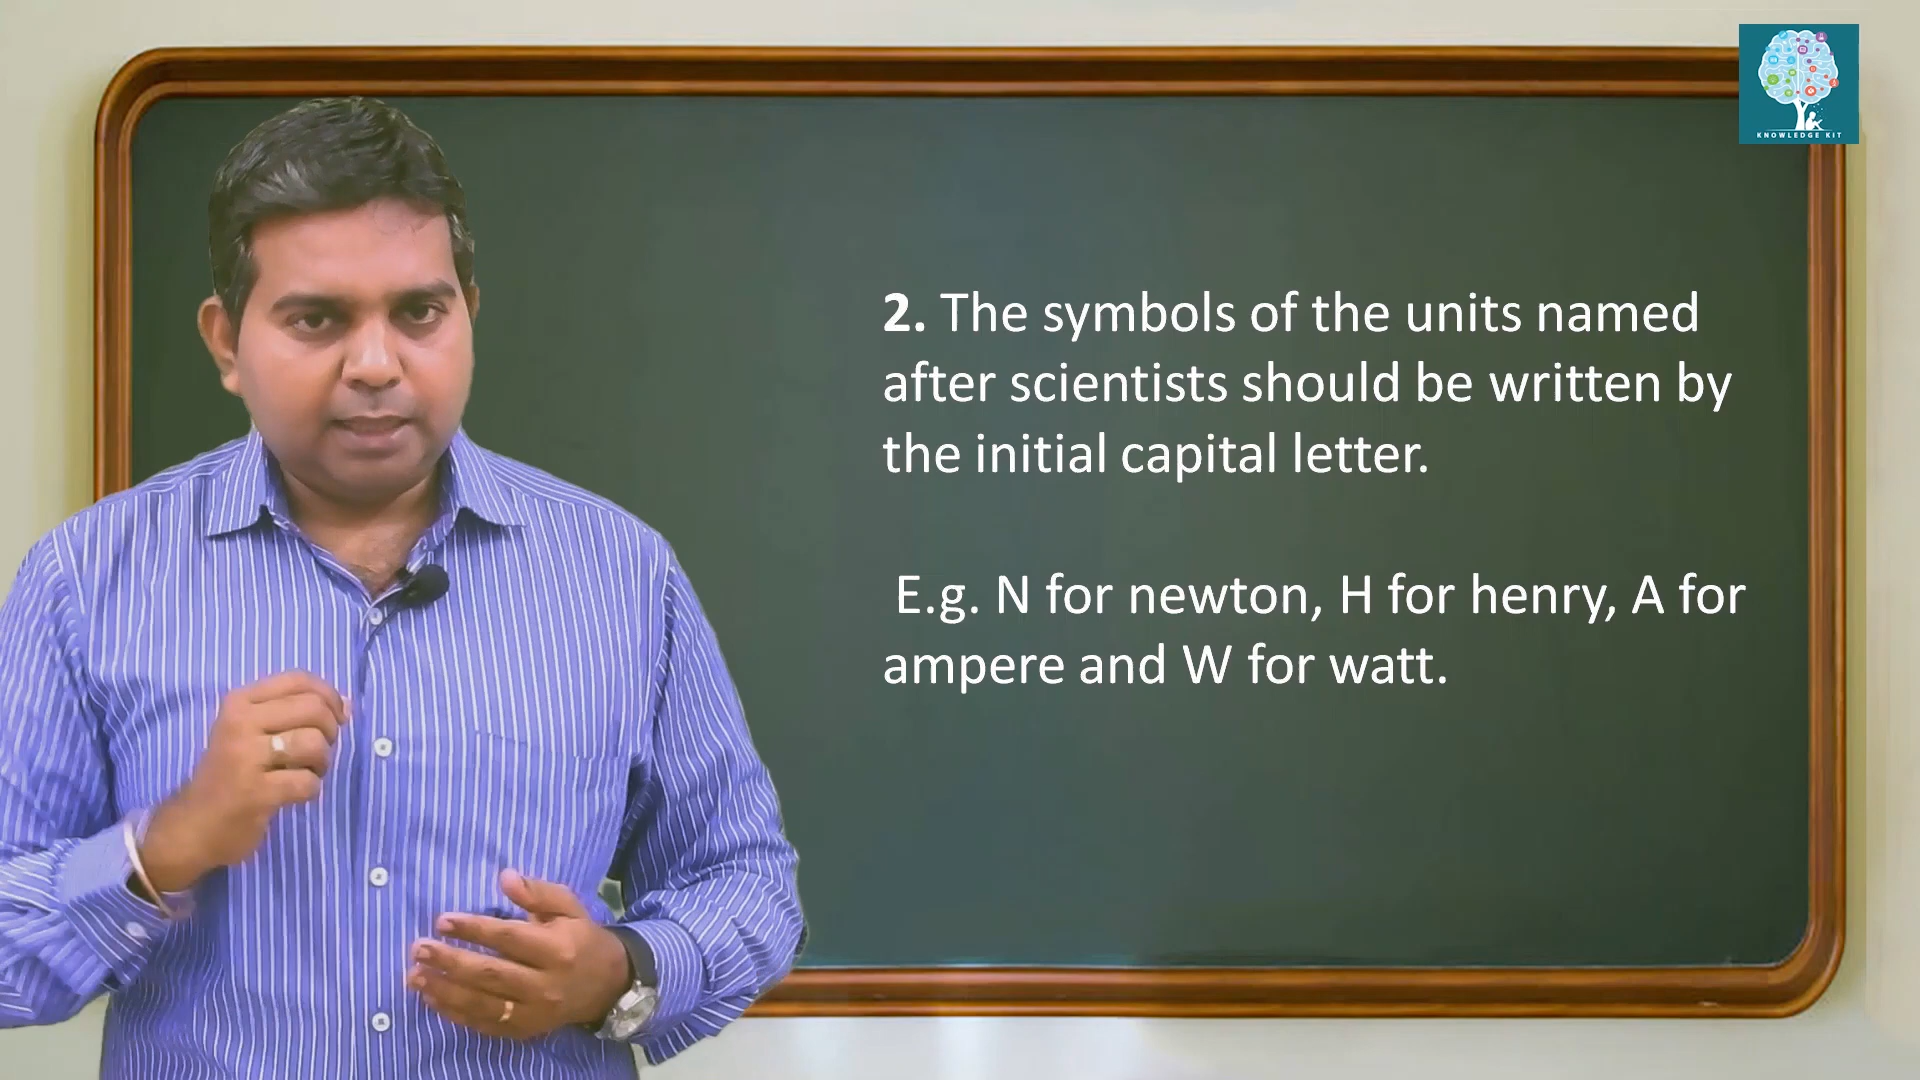 KNOWLEDGE KIT
2. The symbols of the units named
after scientists should be written by
the initial capital letter.
E.g. N for newton, H for henry, A for
ampere and W for watt.